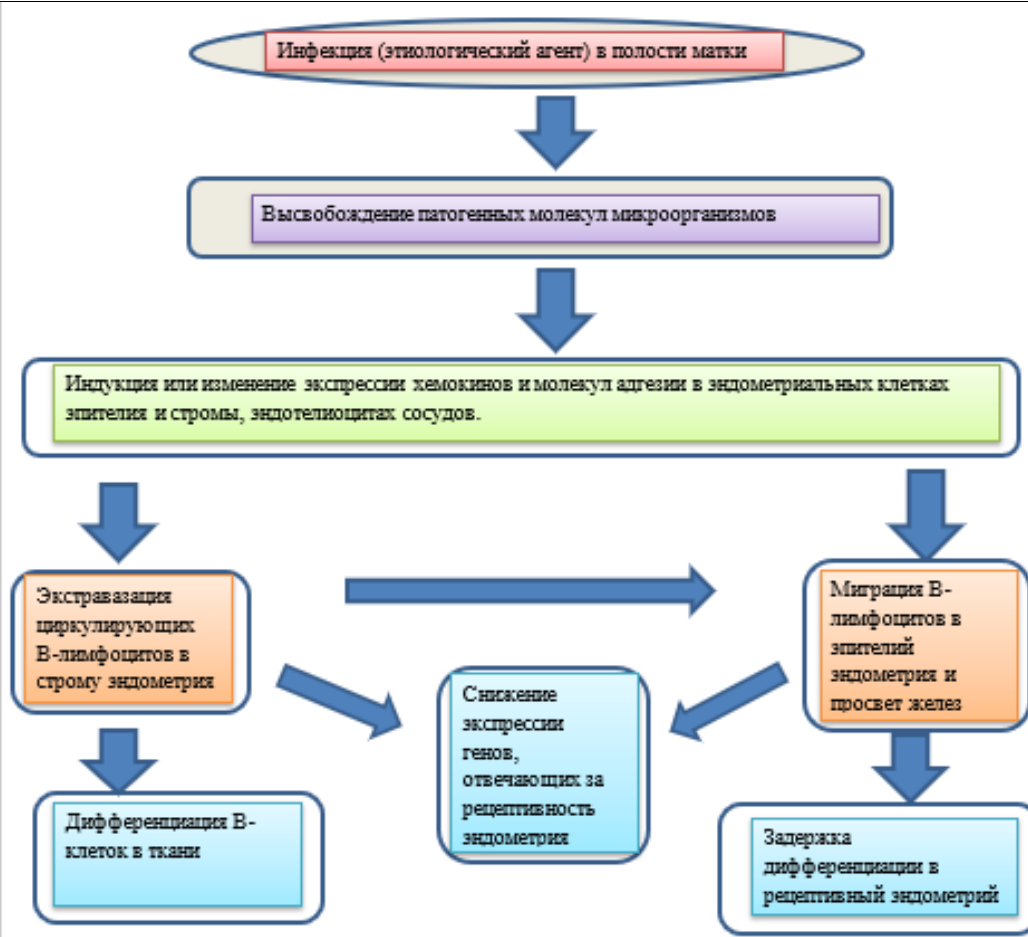 Инфекция (этиологический агент) в полости матки
Высвобождение патогенных молекул микроорганизмов
Индукция или изменение экспрессии хемокинов и молекул адгезии в эндометриальных клетках
эпителия и стромы, эндотелиоцитах сосудов.
Экстравазация
циркулирующих
В-лимфоцитов в
строму эндометрия
Миграция В-
лимфоцитов в
эпителий
эндометрия и
просвет желез
Снижение
экспрессии
генов,
отвечающих за
рецептивность
эндометрия
Дифференциация В-
клеток в ткани
Задержка
дифференциации в
рецептивный эндометрий